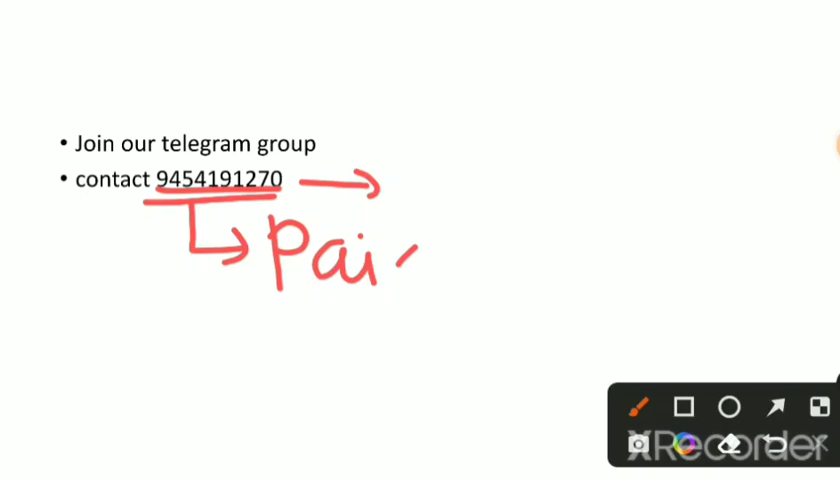 • Join our telegram group
• contact 9454191270
Pai
XRecorder